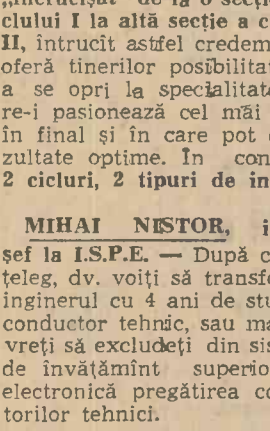 „încrucișat" de la o secți
clului I la altă secție a c
II, întrucît astfel credem
oferă tinerilor posibilita
a se opri la specialitat
re-i pasionează cel mai
în final și în care pot
zultate optime. În con
2 cicluri, 2 tipuri de in
MIHAI NISTOR, i
șef la I.S.P.E. — După c
țeleg, dv. voiți să transfe
inginerul cu 4 ani de stu
conductor tehnic, sau ma
vreți să excludeți din sis
de învățămînt superio
electronică pregătirea co
torilor tehnici.